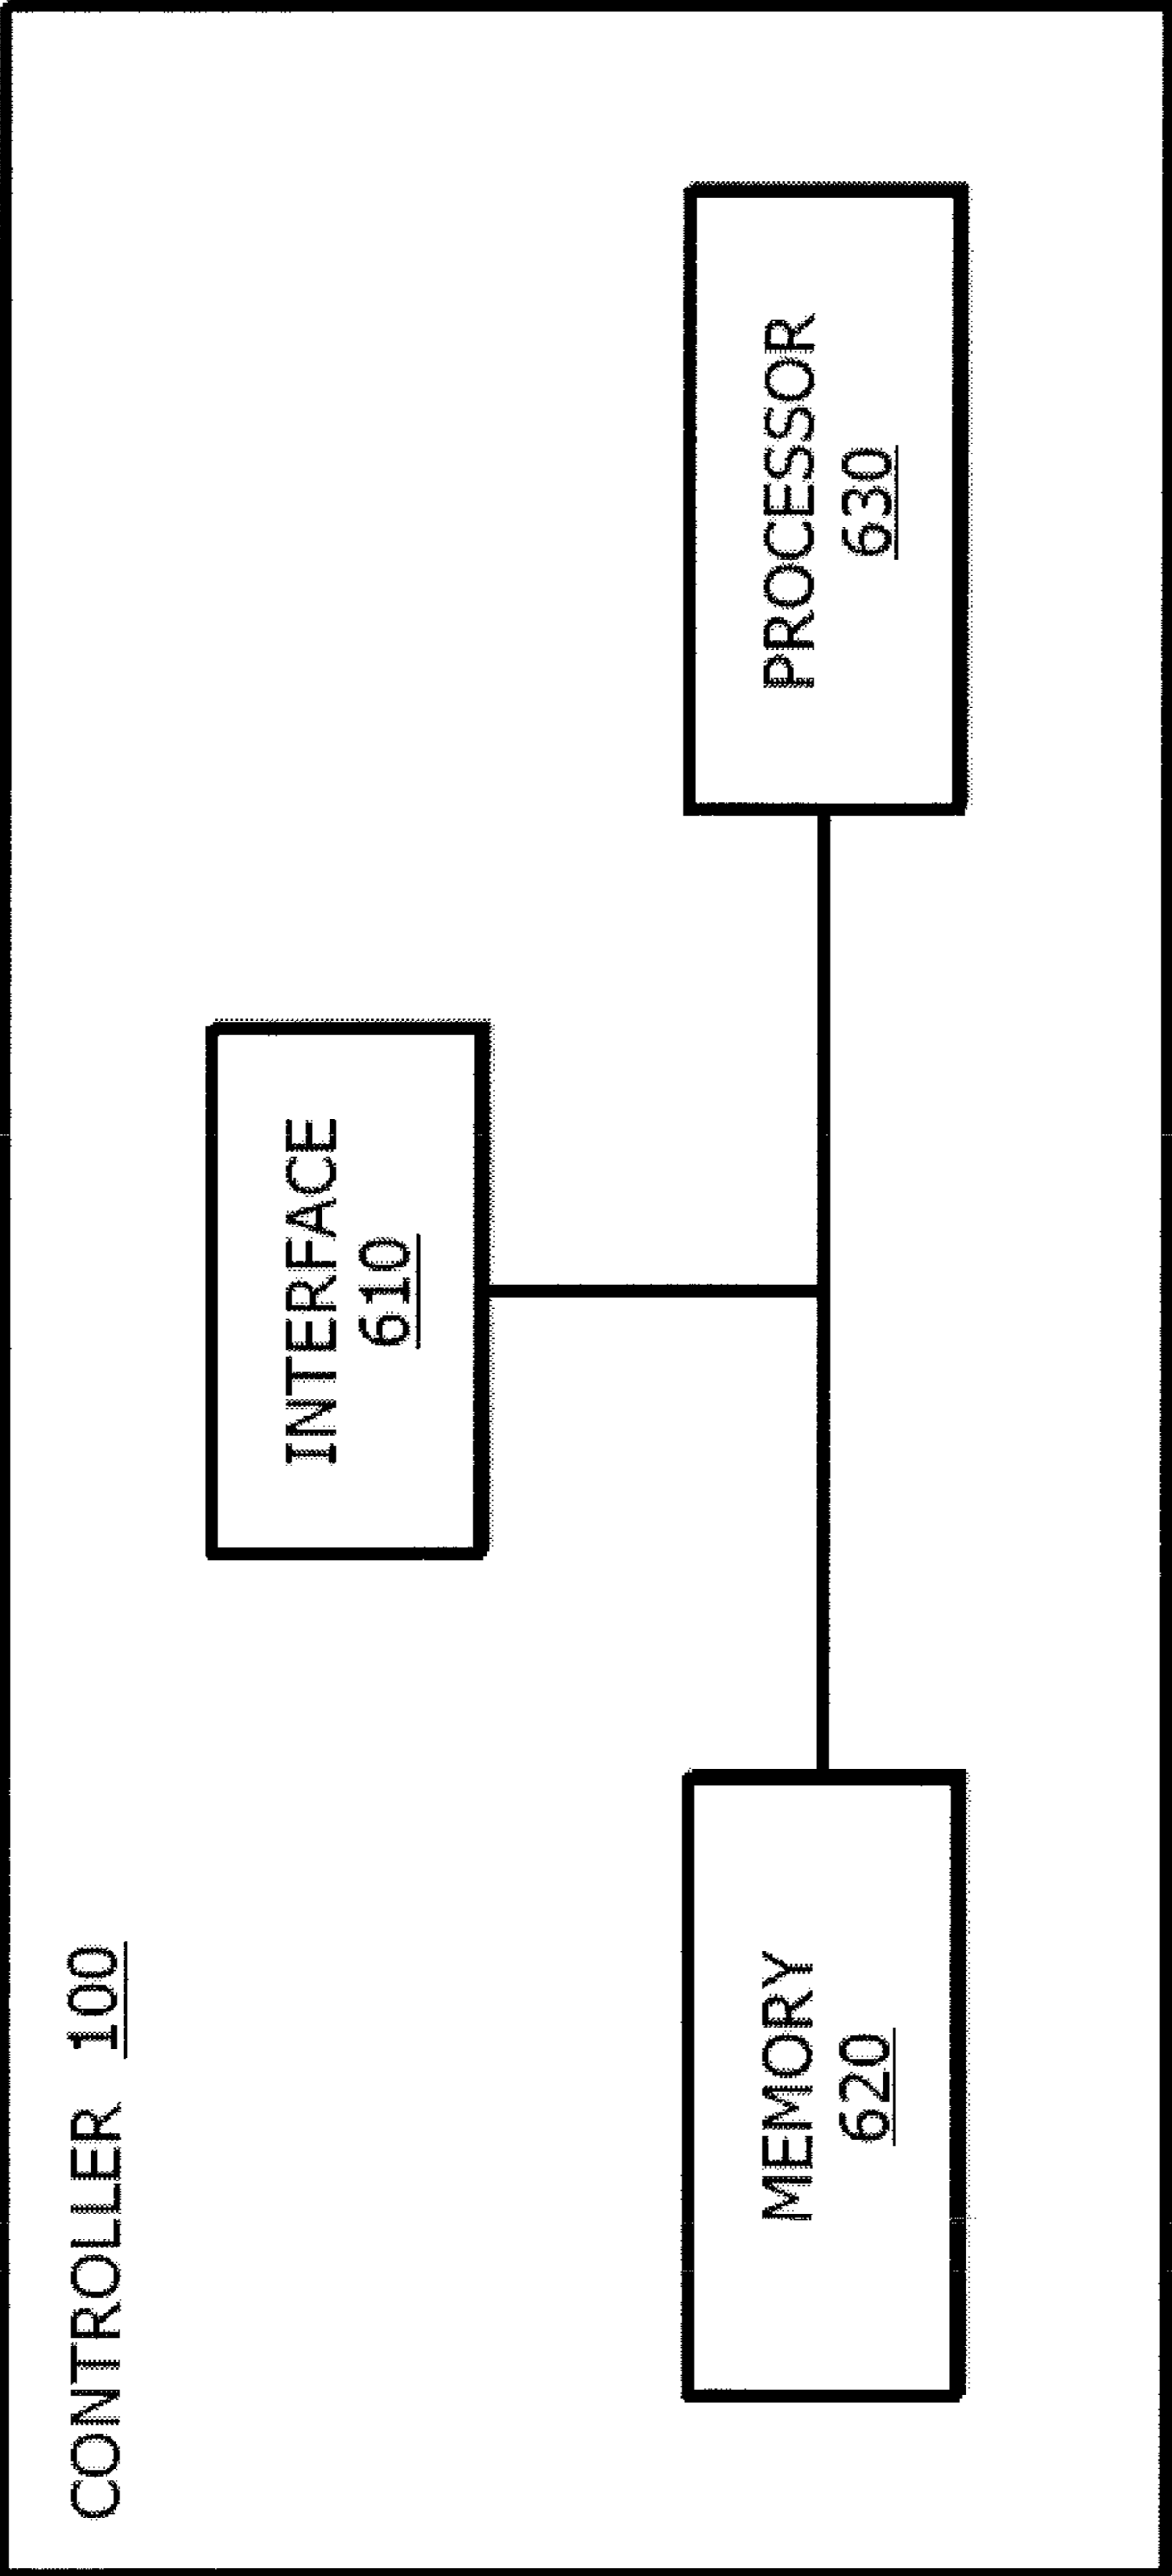 CONTROLLER 100
INTERFACE
610
MEMORY
620
PROCESSOR
630